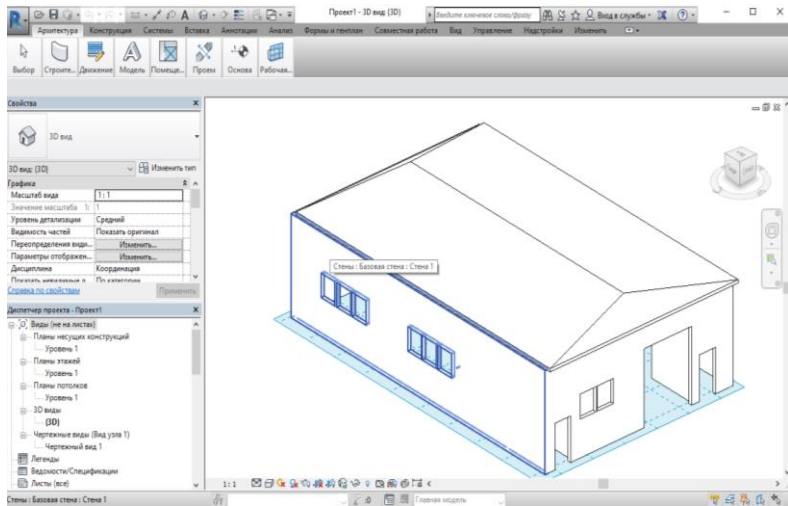 Проект1 - 3D вид: {3D}
Введите ключевое слово/фразу
Вход в службы
Архитектура Конструкция Системы Вставка Аннотации Анализ Формы и генплан Совместная работа Вид Управление Надстройки Изменить
Выбор Строите... Движение Модель Помеще... Проем Основа Рабочая...
Свойства
3D вид
3D вид: {3D} Изменить тип
Графика
Масштаб вида 1:1
Значение масштаба 1: 1
Уровень детализации Средний
Видимость частей Показать оригинал
Переопределения види... Изменить...
Параметры отображен... Изменить...
Дисциплина Координация
Показать невидимые л По категории
Справка по свойствам Применить
Стены : Базовая стена : Стена 1
Диспетчер проекта - Проект1
Виды (не на листах)
Планы несущих конструкций
Уровень 1
Планы этажей
Уровень 1
Планы потолков
Уровень 1
3D виды
{3D}
Чертежные виды (Вид узла 1)
Чертежный вид 1
Легенды
Ведомости/Спецификации
Листы (все)
1:1
Стены : Базовая стена : Стена 1
:0 Главная модель